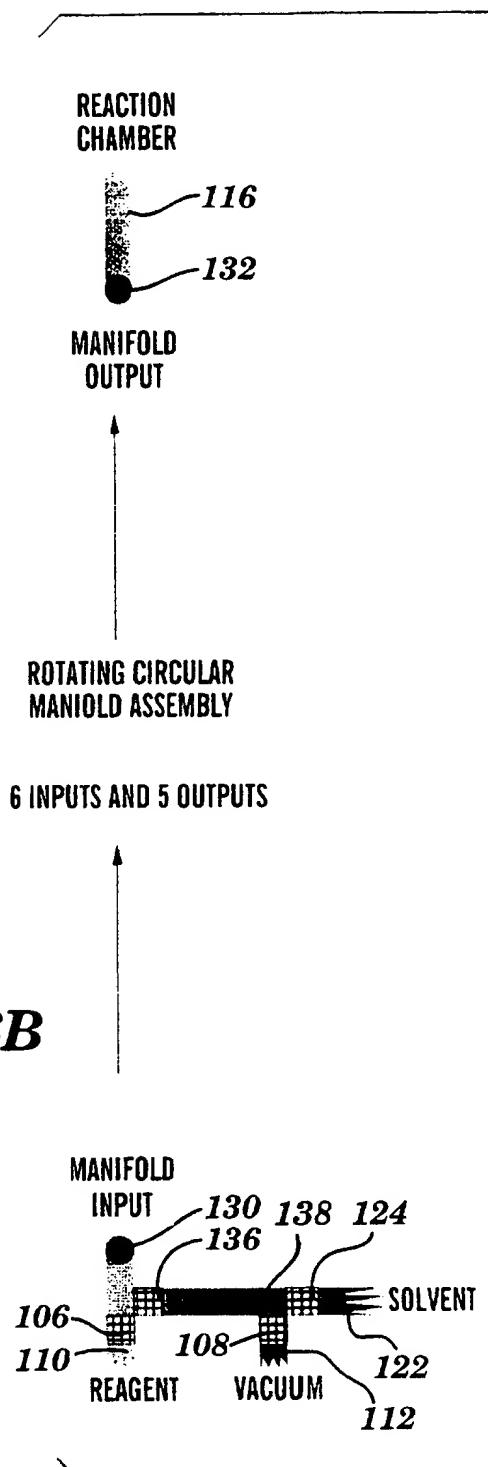 REACTION
CHAMBER
116
132
MANIFOLD
OUTPUT
ROTATING CIRCULAR
MANIOLD ASSEMBLY
6 INPUTS AND 5 OUTPUTS
B
MANIFOLD
INPUT
130
138
124
136
SOLVENT
106
108
122
110
REAGENT
VACUUM
112